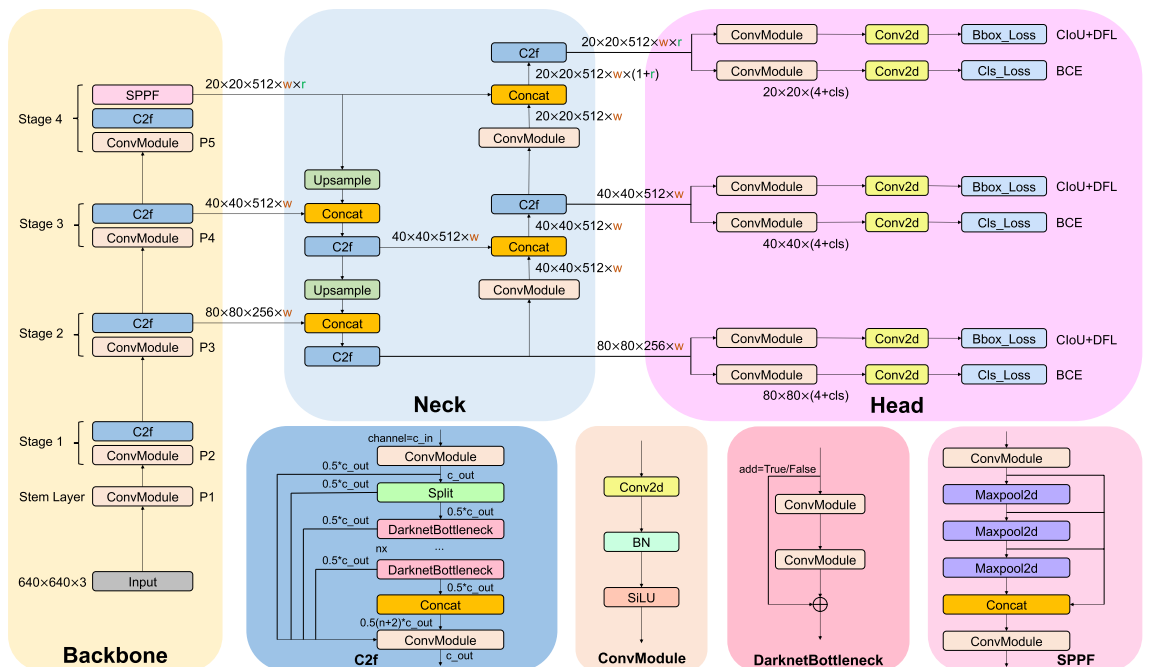 SPPF
C2f
ConvModule
Stage 4
P5
C2f
ConvModule
Stage 3
P4
C2f
ConvModule
Stage 2
P3
C2f
ConvModule
Stage 1
P2
Stem Layer
ConvModule
P1
640×640×3
Input
Backbone
20×20×512×w×r
40×40×512×w
80×80×256×w
Upsample
Concat
C2f
Upsample
Concat
C2f
40×40×512×w
C2f
20×20×512×w×(1+r)
Concat
20×20×512×w
ConvModule
C2f
40×40×512×w
Concat
40×40×512×w
ConvModule
Neck
20×20×512×w×r
40×40×512×w
80×80×256×w
ConvModule
Conv2d
Bbox_Loss
CIoU+DFL
ConvModule
Conv2d
Cls_Loss
BCE
20×20×(4+cls)
ConvModule
Conv2d
Bbox_Loss
CIoU+DFL
ConvModule
Conv2d
Cls_Loss
BCE
40×40×(4+cls)
ConvModule
Conv2d
Bbox_Loss
CIoU+DFL
ConvModule
Conv2d
Cls_Loss
BCE
80×80×(4+cls)
Head
channel=c_in
ConvModule
0.5*c_out
c_out
0.5*c_out
Split
0.5*c_out
0.5*c_out
DarknetBottleneck
nx
...
0.5*c_out
DarknetBottleneck
0.5*c_out
Concat
0.5(n+2)*c_out
ConvModule
C2f
c_out
Conv2d
BN
SiLU
ConvModule
add=True/False
ConvModule
ConvModule
DarknetBottleneck
ConvModule
Maxpool2d
Maxpool2d
Maxpool2d
Concat
ConvModule
SPPF